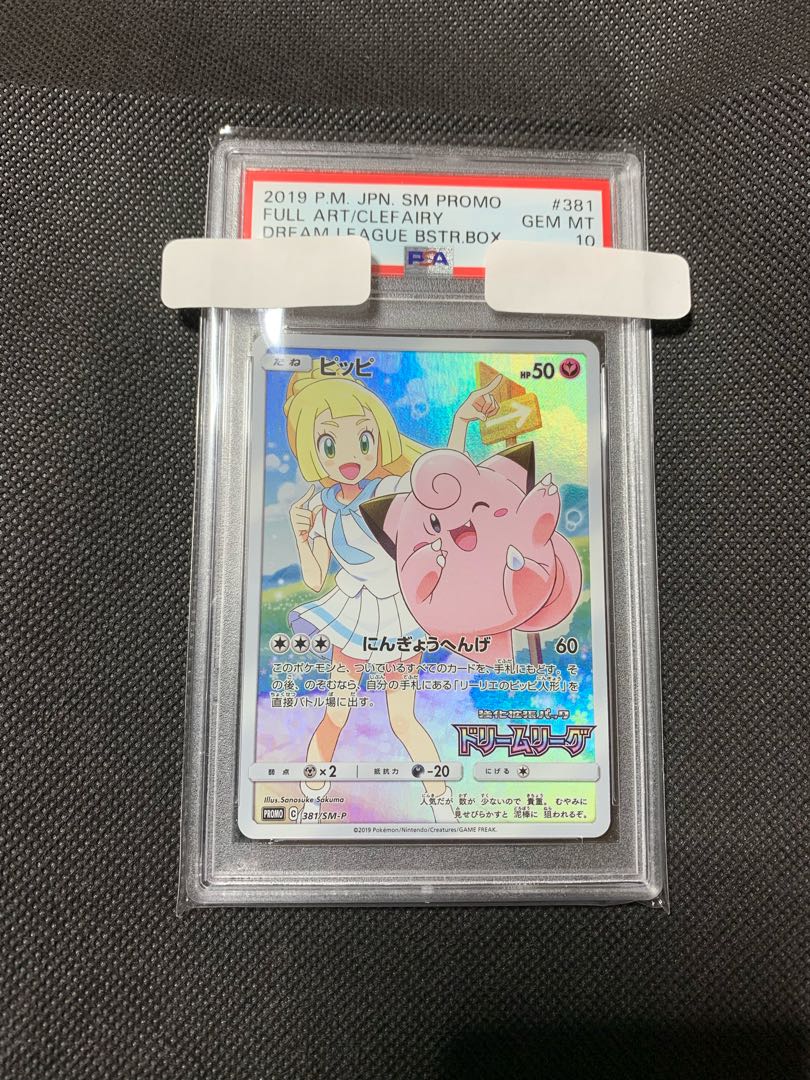 2019 P.M. JPN. SM PROMO #381
FULL ART/CLEFAIRY GEM MT
DREAM LEAGUE BSTR.BOX 10
PSA
たね ピッピ HP50
にんぎょうへんげ 60
このポケモンと、ついているすべてのカードを、手札にもどす。そ
の後、のぞむなら、自分の手札にある「リーリエのピッピ人形」を
直接バトル場に出す。
強化拡張パック
ドリームリーグ
弱点 ×2 抵抗力 -20 にげる
Illus.Sanosuke Sakuma
人気だが 数が 少ないので 貴重。むやみに
見せびらかすと 泥棒に 狙われるぞ。
PROMO C 381/SM-P
©2019 Pokémon/Nintendo/Creatures/GAME FREAK.